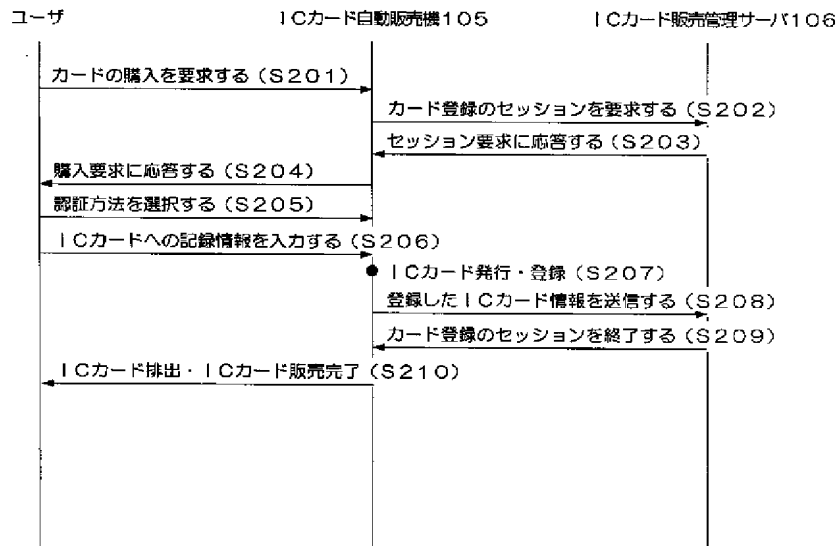 ユーザ
ICカード自動販売機105
ICカード販売管理サーバ106
カードの購入を要求する(S201)
カード登録のセッションを要求する(S202)
セッション要求に応答する(S203)
購入要求に応答する(S204)
認証方法を選択する(S205)
ICカードへの記録情報を入力する(S206)
ICカード発行・登録(S207)
登録したICカード情報を送信する(S208)
カード登録のセッションを終了する(S209)
ICカード排出・ICカード販売完了(S210)